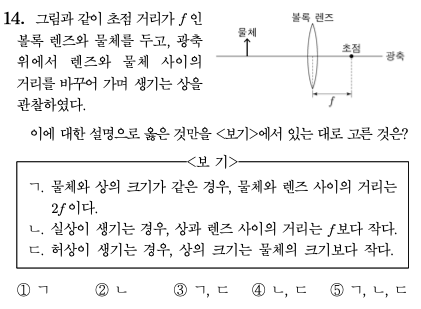 14. 그림과 같이 초점 거리가 f인
볼록 렌즈와 물체를 두고, 광축
위에서 렌즈와 물체 사이의
거리를 바꾸어 가며 생기는 상을
관찰하였다.
볼록 렌즈
물체
초점
광축
f
이에 대한 설명으로 옳은 것만을 <보기>에서 있는 대로 고른 것은?
<보 기>
ㄱ. 물체와 상의 크기가 같은 경우, 물체와 렌즈 사이의 거리는
2f이다.
ㄴ. 실상이 생기는 경우, 상과 렌즈 사이의 거리는 f보다 작다.
ㄷ. 허상이 생기는 경우, 상의 크기는 물체의 크기보다 작다.
① ㄱ ② ㄴ ③ ㄱ, ㄷ ④ ㄴ, ㄷ ⑤ ㄱ, ㄴ, ㄷ